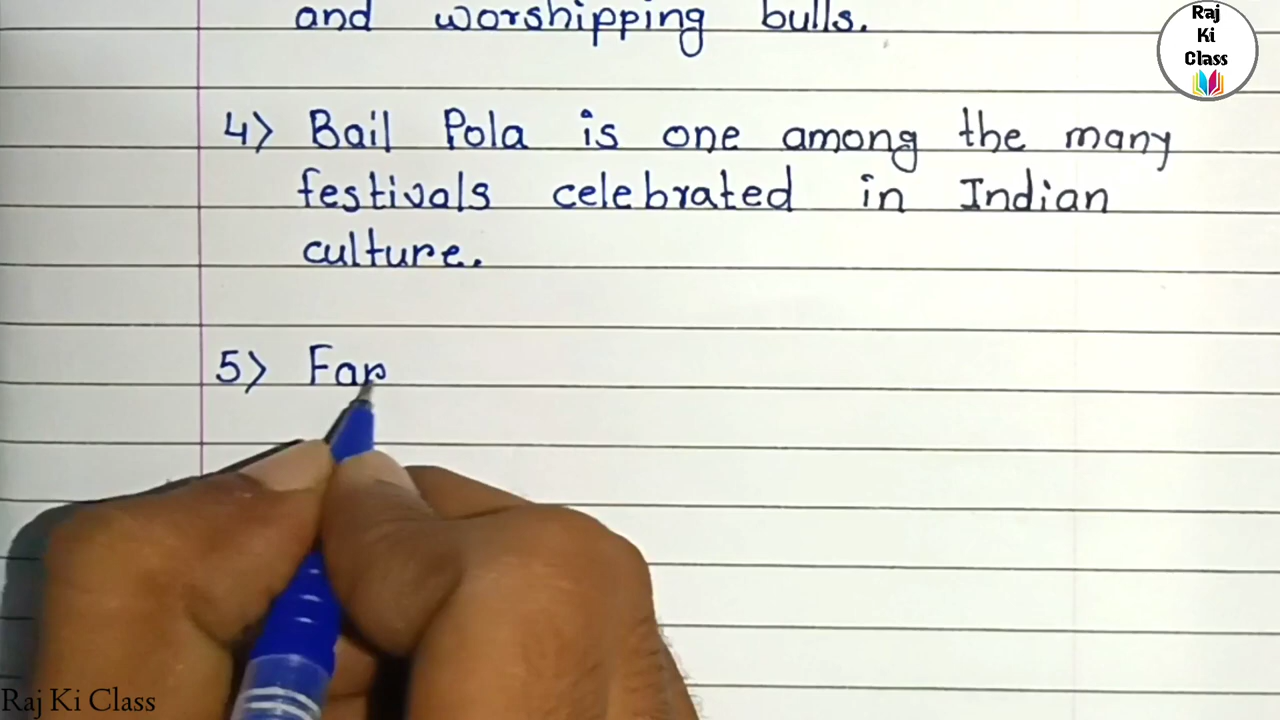 and worshipping bulls.
Raj
Ki
Class
4) Bail Pola is one among the many
festivals celebrated in Indian
culture.
5) Far
Raj Ki Class